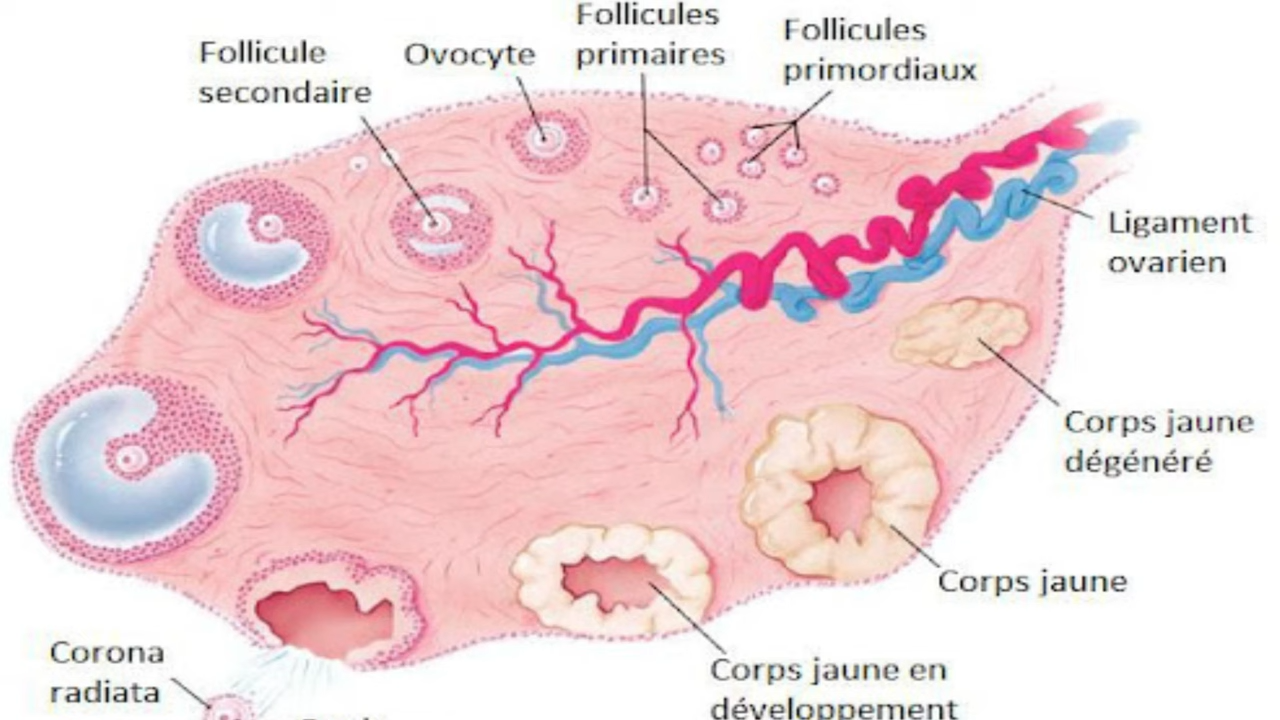 Follicule
secondaire
Ovocyte
Follicules
primaires
Follicules
primordiaux
Ligament
ovarien
Corps jaune
dégénéré
Corps jaune
Corps jaune en
développement
Corona
radiata